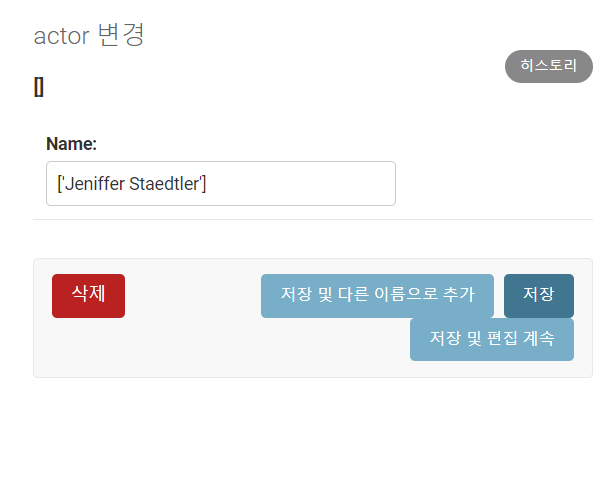 actor 변경
히스토리
[]
Name:
['Jeniffer Staedtler']
삭제
저장 및 다른 이름으로 추가
저장
저장 및 편집 계속